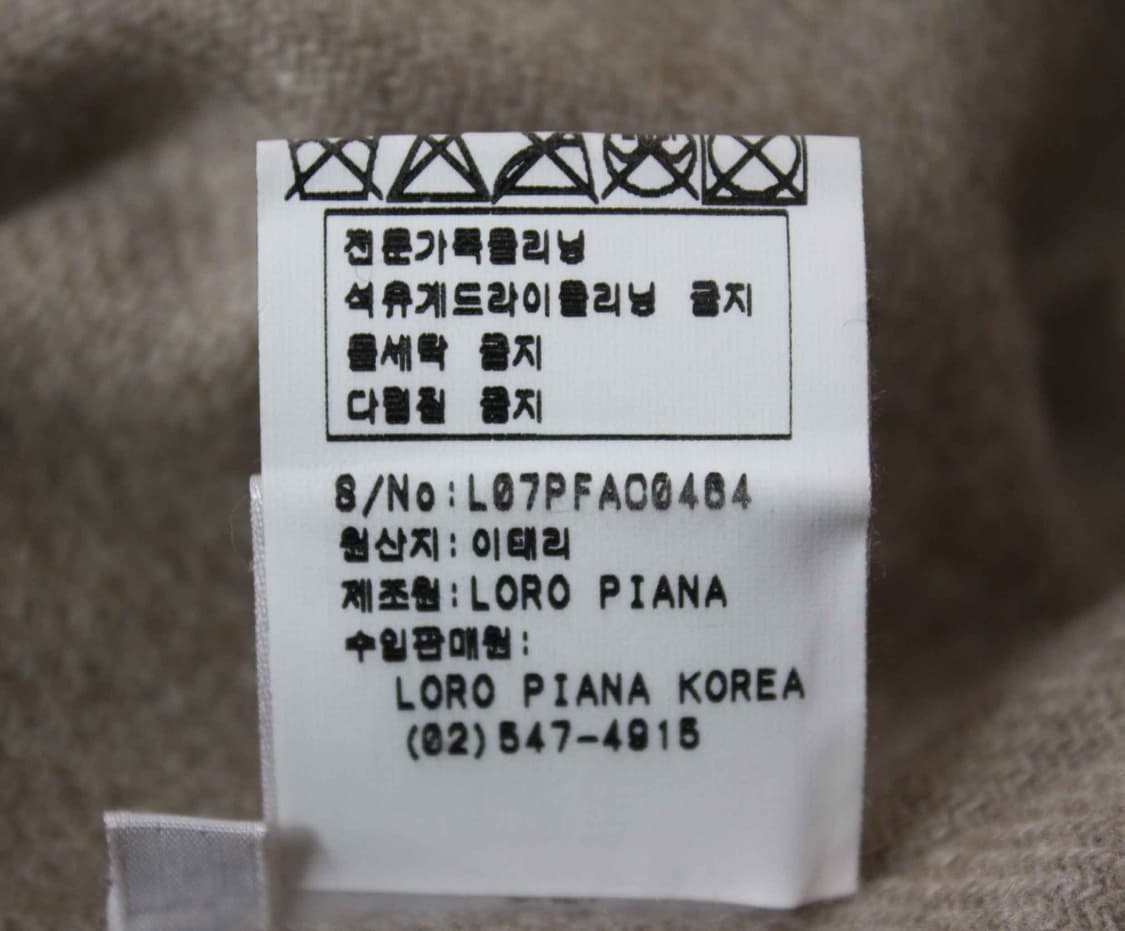 전문가죽클리닝
석유계드라이클리닝 금지
물세탁 금지
다림질 금지
S/No:L07PFAC0464
원산지:이태리
제조원:LORO PIANA
수입판매원:
LORO PIANA KOREA
(02)547-4915